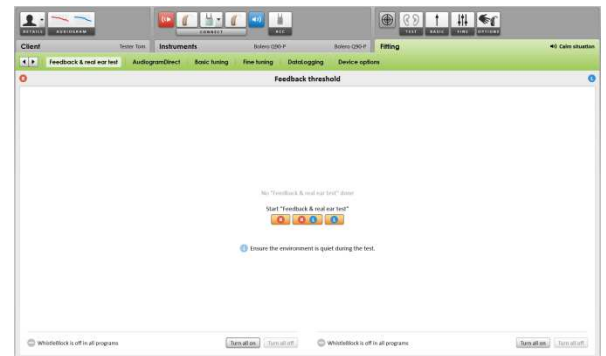 DETAILS AUDIOGRAM CONNECT ACC TEST BASIC FINE OPTIONS
Client Tester Tom Instruments Bolero Q90-P Bolero Q90-P Fitting Calm situation
Feedback & real ear test AudiogramDirect Basic tuning Fine tuning DataLogging Device options
R Feedback threshold L
No "Feedback & real ear test" done
Start "Feedback & real ear test"
R R L L
i Ensure the environment is quiet during the test.
WhistleBlock is off in all programs Turn all on Turn all off WhistleBlock is off in all programs Turn all on Turn all off